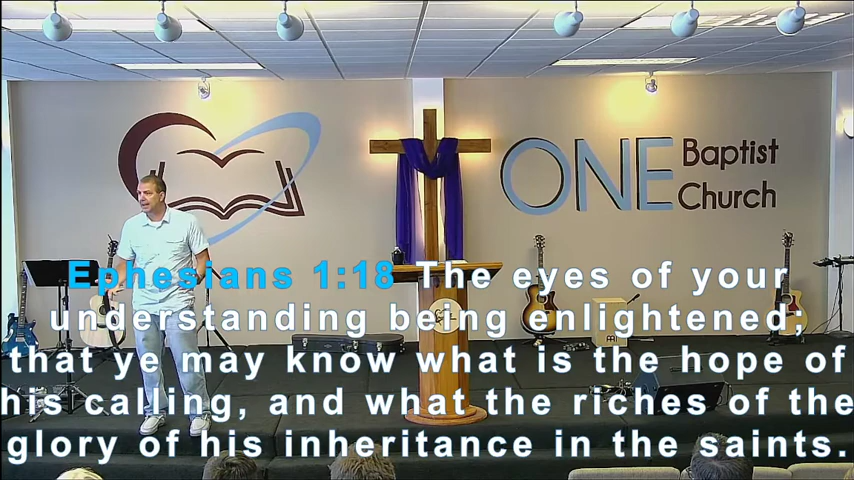 ONE Baptist
Church
Ephesians 1:18 The eyes of your
understanding being enlightened;
that ye may know what is the hope of
his calling, and what the riches of the
glory of his inheritance in the saints.